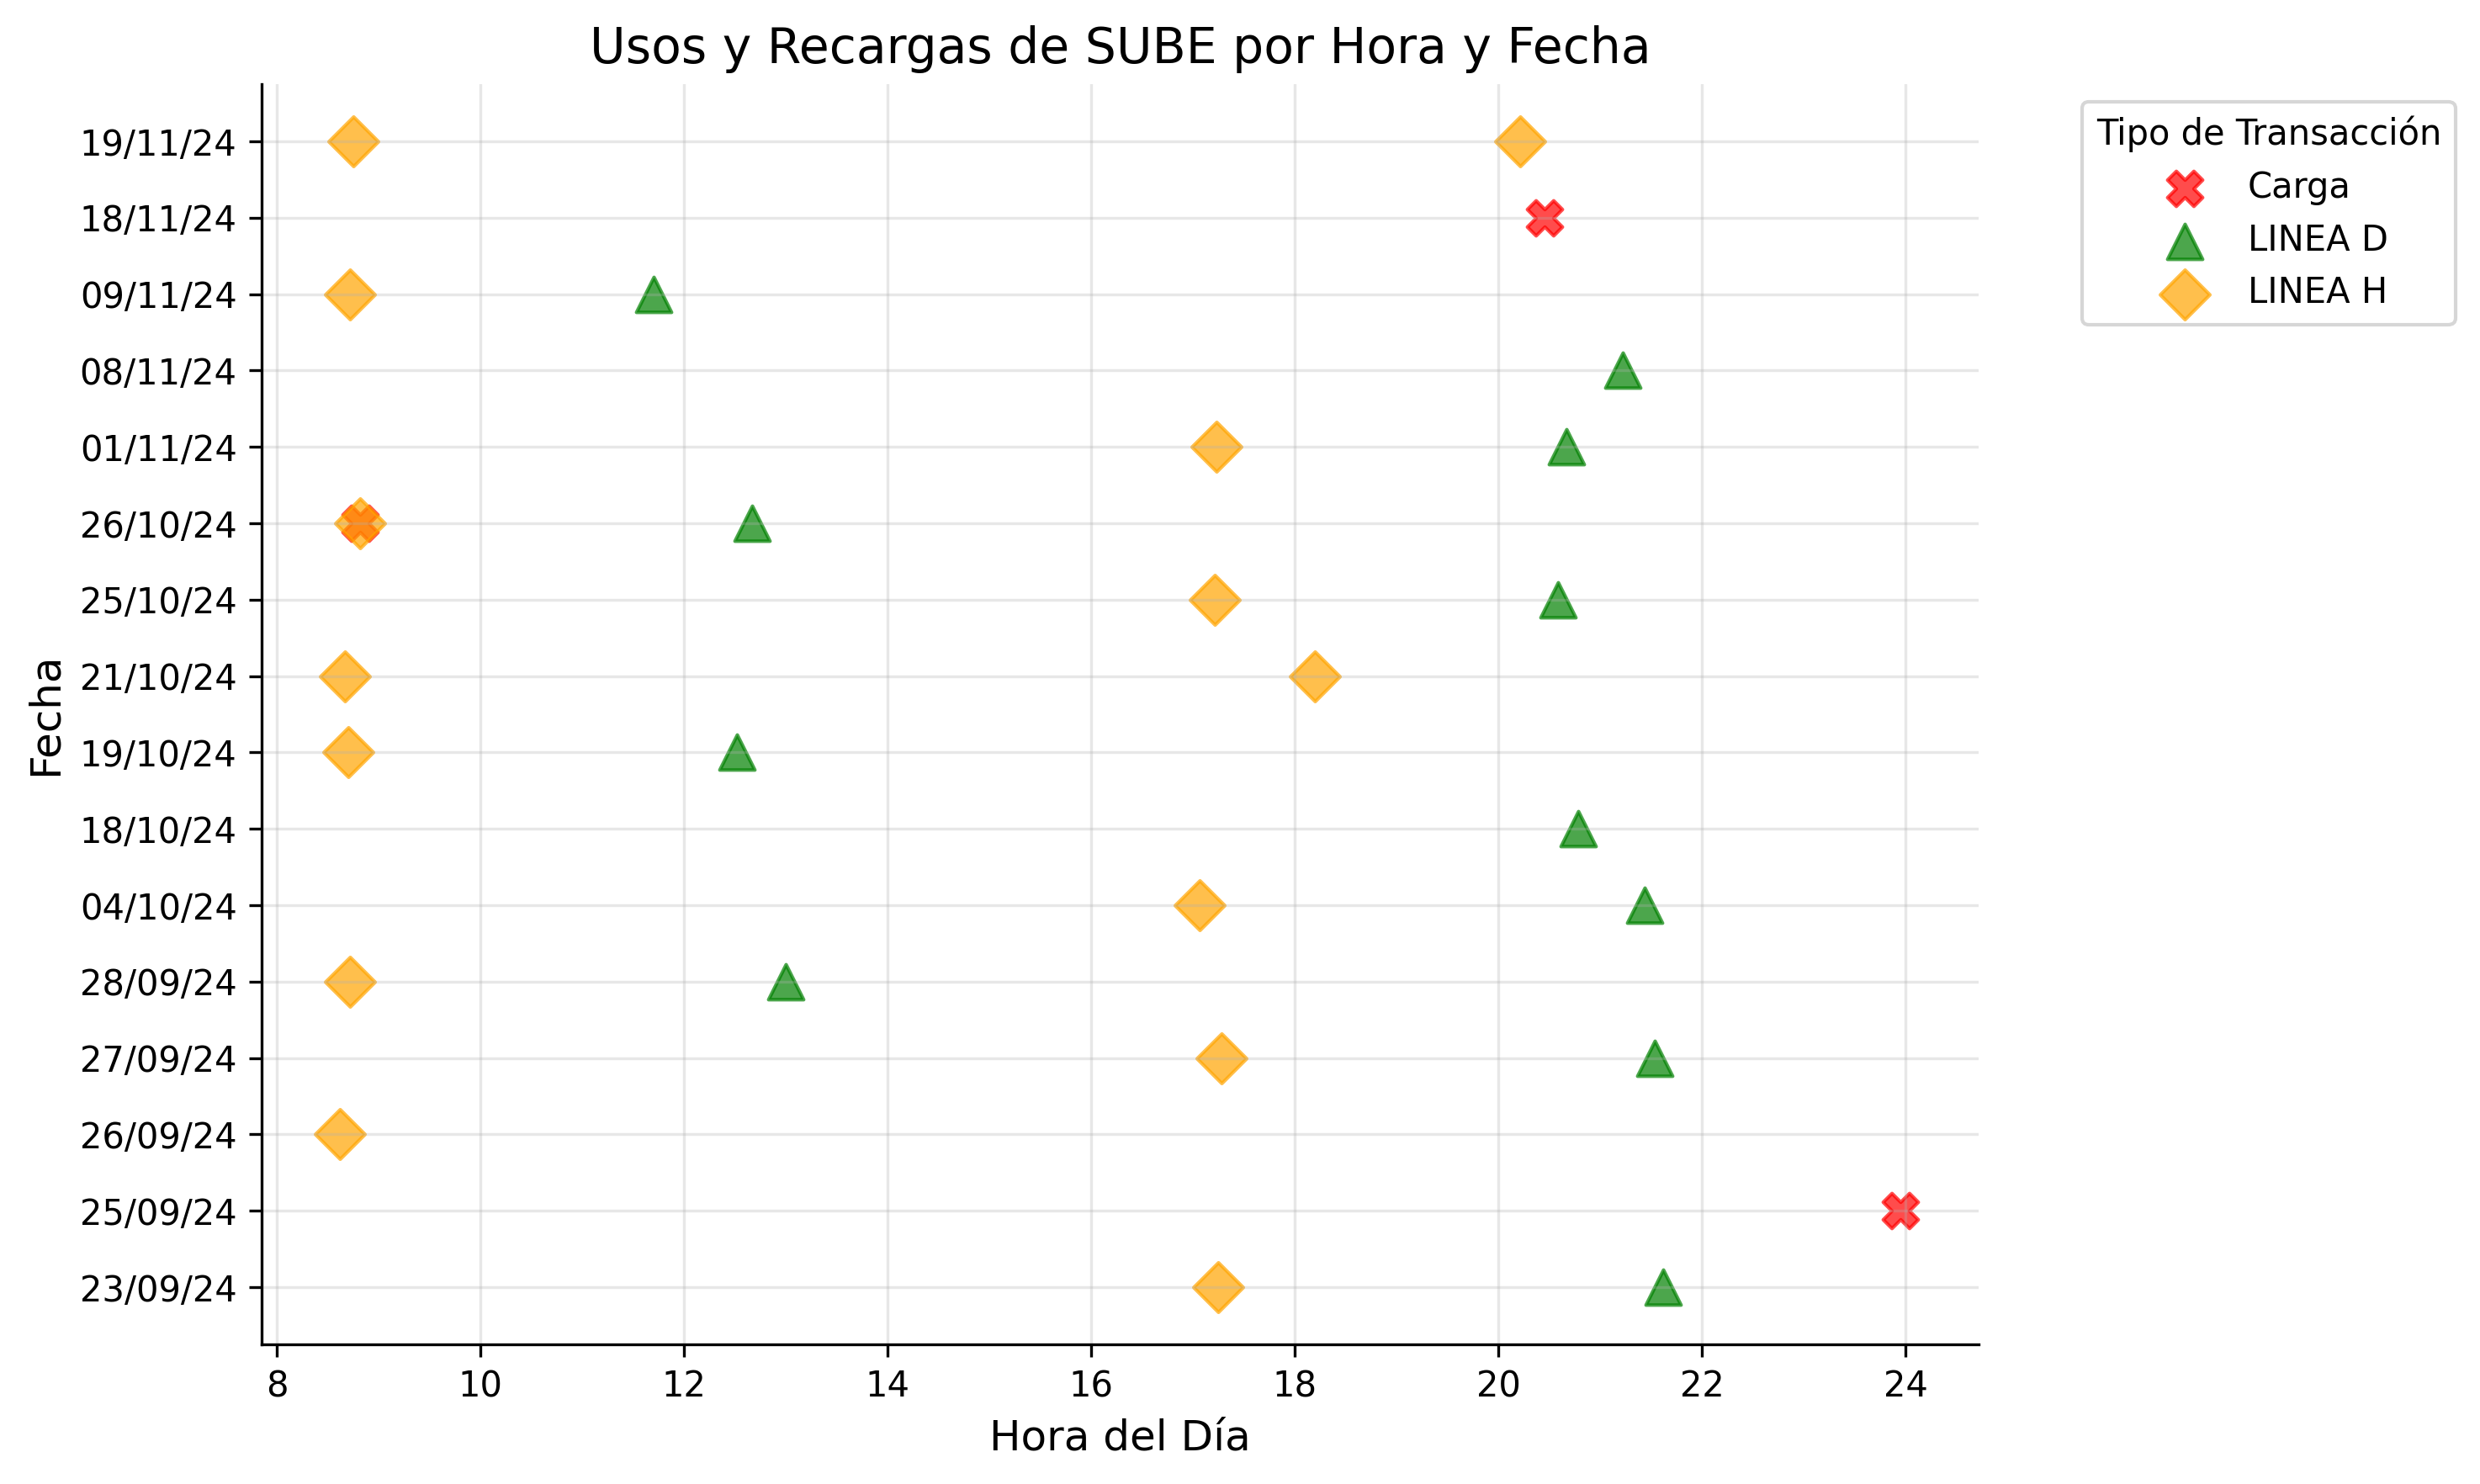 Usos y Recargas de SUBE por Hora y Fecha
Tipo de Transacción
Carga
LINEA D
LINEA H
Fecha
19/11/24
18/11/24
09/11/24
08/11/24
01/11/24
26/10/24
25/10/24
21/10/24
19/10/24
18/10/24
04/10/24
28/09/24
27/09/24
26/09/24
25/09/24
23/09/24
8 10 12 14 16 18 20 22 24
Hora del Día